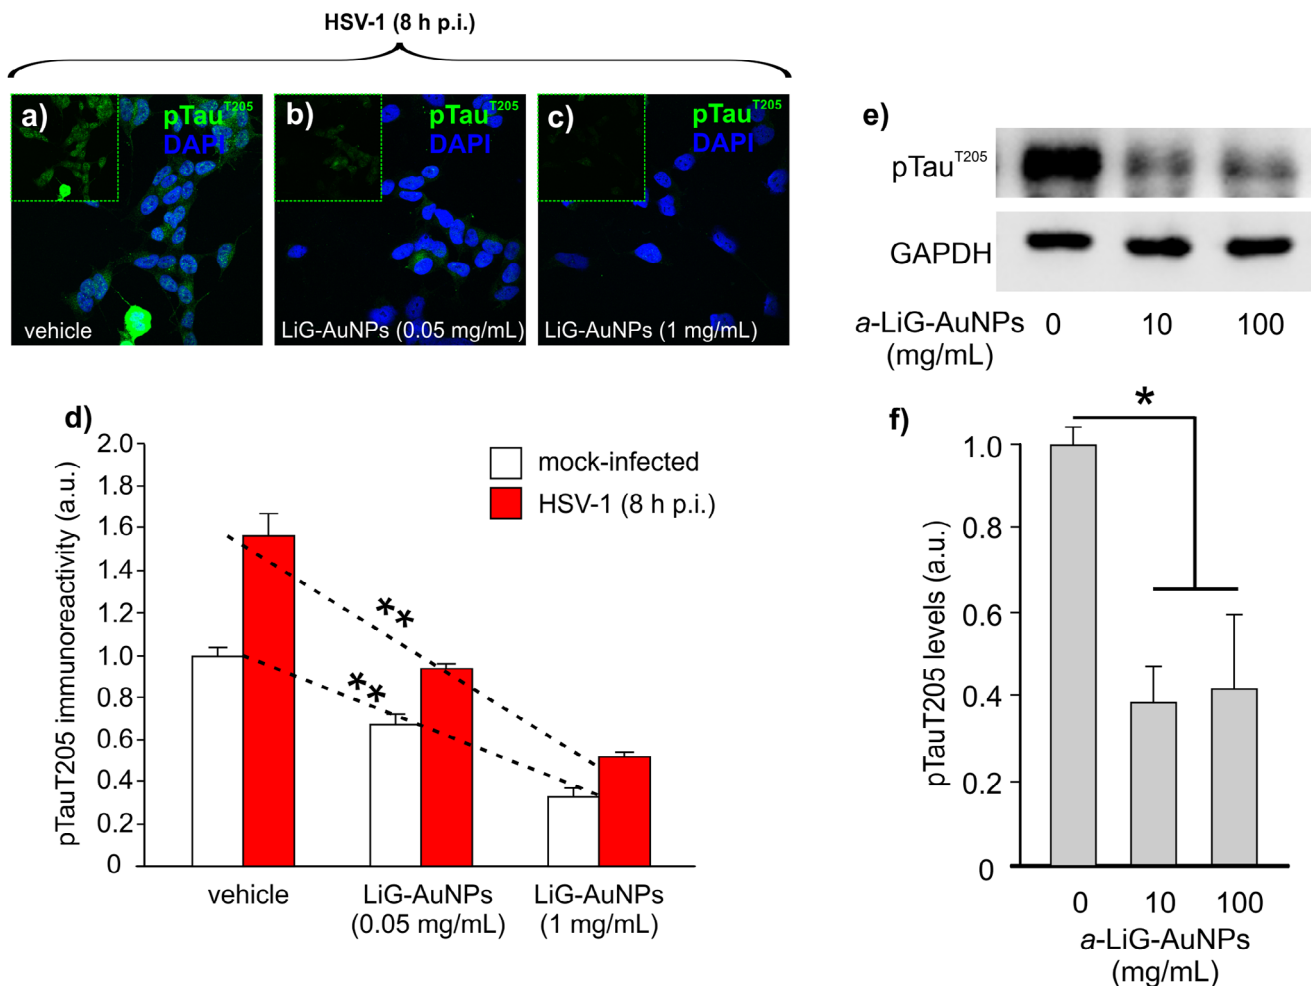 HSV-1 (8 h p.i.)
a)
pTau^T205
DAPI
vehicle
b)
pTau^T205
DAPI
LiG-AuNPs (0.05 mg/mL)
c)
pTau^T205
DAPI
LiG-AuNPs (1 mg/mL)
d)
pTauT205 immunoreactivity (a.u.)
2.0
1.8
1.6
1.4
1.2
1.0
0.8
0.6
0.4
0.2
0
mock-infected
HSV-1 (8 h p.i.)
**
**
vehicle
LiG-AuNPs
(0.05 mg/mL)
LiG-AuNPs
(1 mg/mL)
e)
pTau^T205
GAPDH
a-LiG-AuNPs
(mg/mL)
0 10 100
f)
*
pTauT205 levels (a.u.)
1.0
0.8
0.6
0.4
0.2
0
0 10 100
a-LiG-AuNPs
(mg/mL)